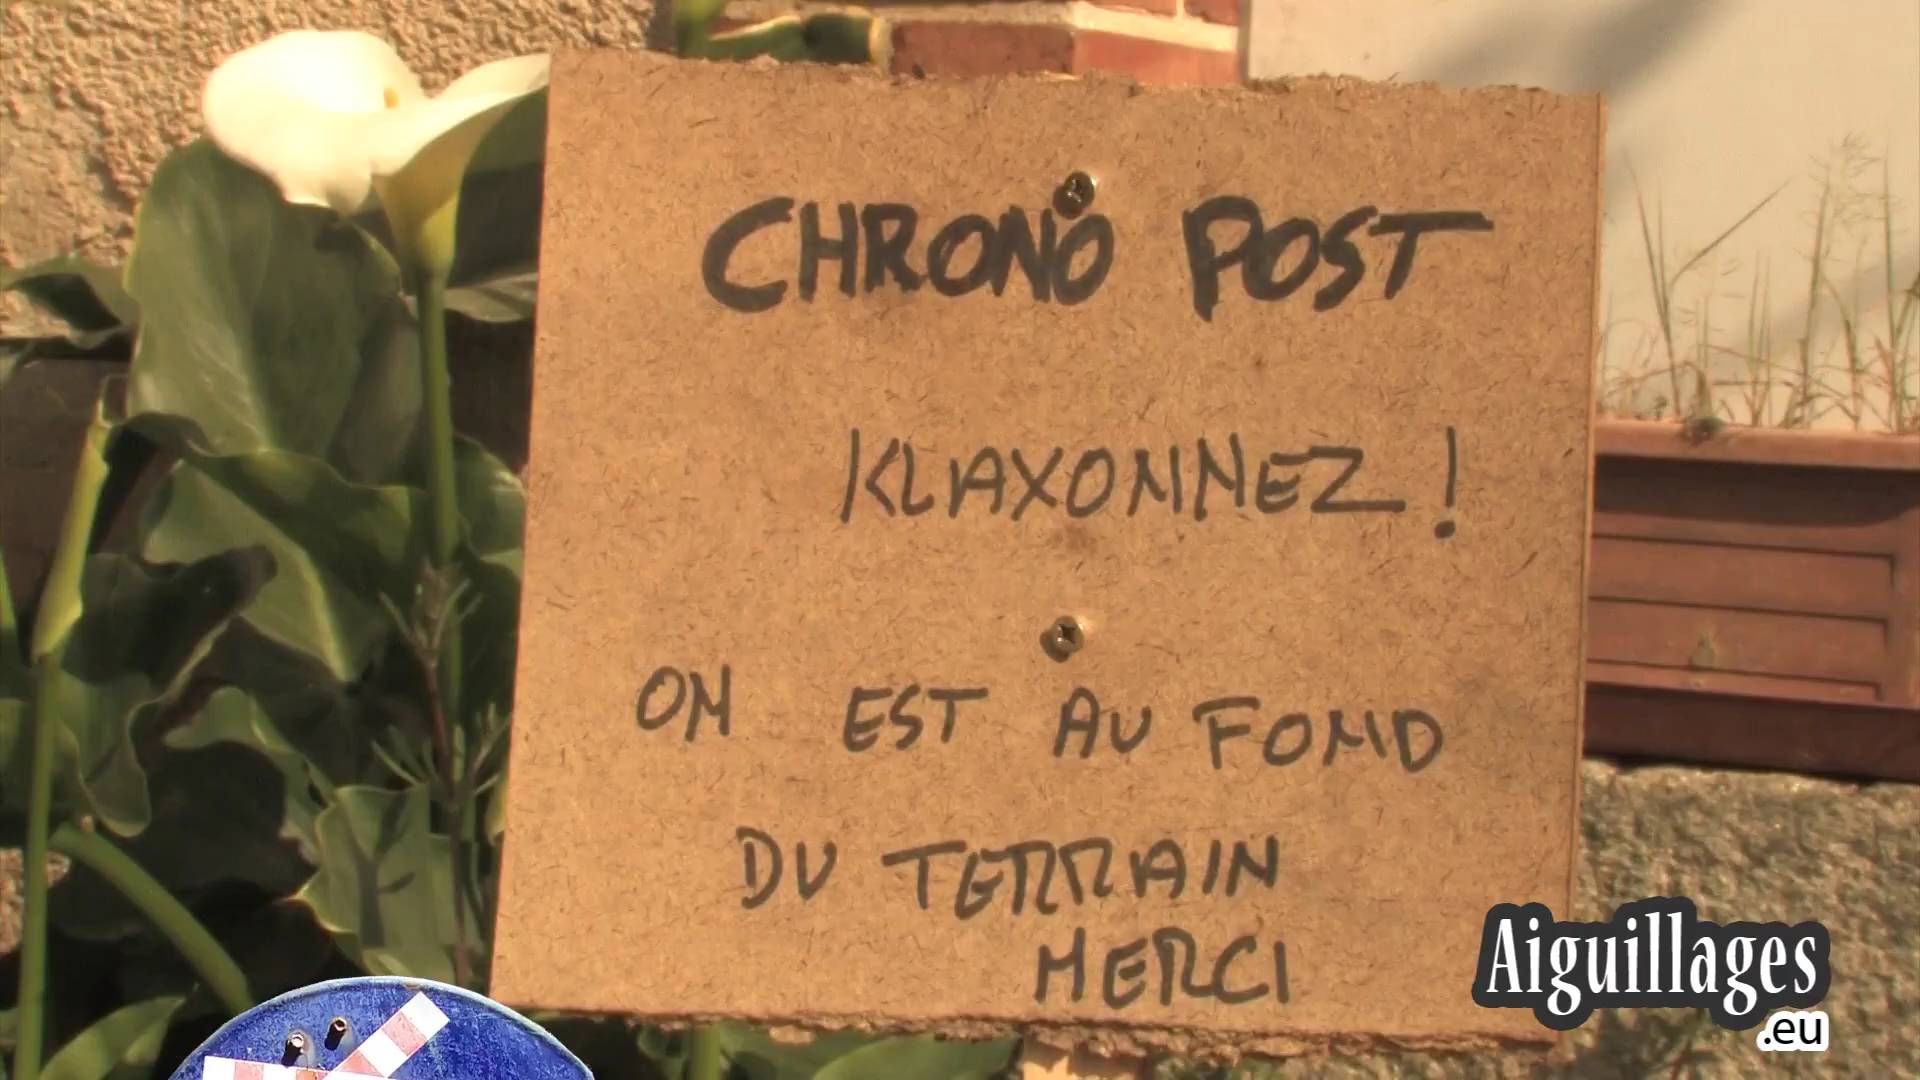 CHRONO POST
KLAXONNEZ !
ON EST AU FOND
DU TERRAIN
MERCI
Aiguillages
.eu